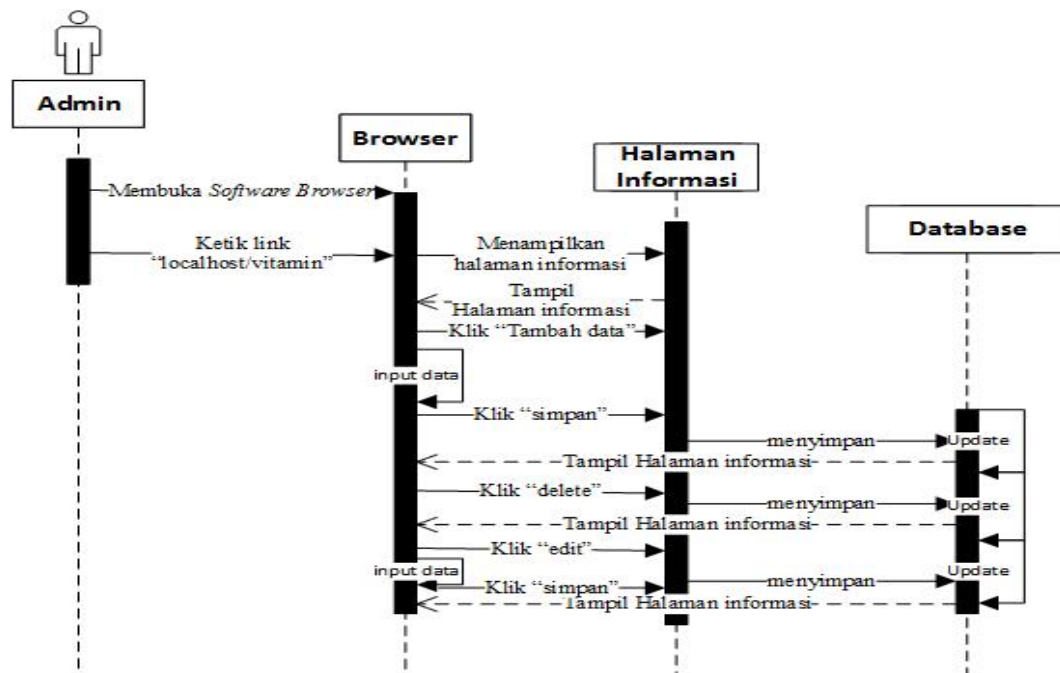 Admin
Browser
Halaman
Informasi
Database
Membuka Software Browser
Ketik link
“localhost/vitamin”
Menampilkan
halaman informasi
Tampil
Halaman informasi
Klik “Tambah data”
input data
Klik “simpan”
menyimpan
Update
Tampil Halaman informasi
Klik “delete”
menyimpan
Update
Tampil Halaman informasi
Klik “edit”
input data
Klik “simpan”
menyimpan
Update
Tampil Halaman informasi